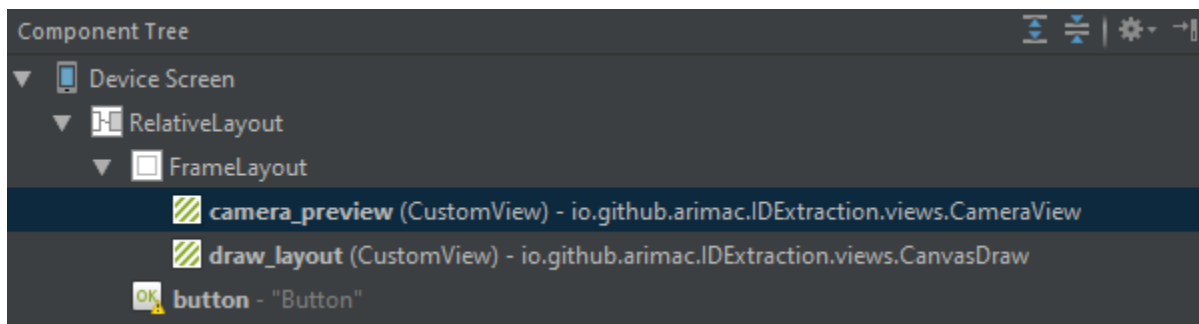 Component Tree
Device Screen
RelativeLayout
FrameLayout
camera_preview (CustomView) - io.github.arimac.IDExtraction.views.CameraView
draw_layout (CustomView) - io.github.arimac.IDExtraction.views.CanvasDraw
OK button - "Button"